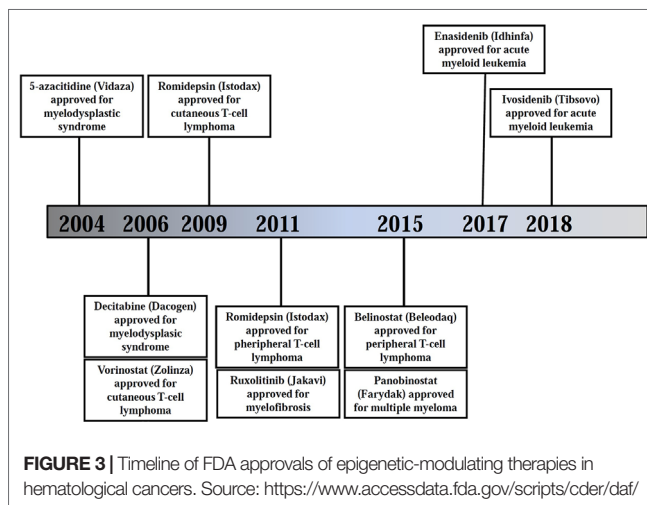 Enasidenib (Idhinfa)
approved for acute
myeloid leukemia
5-azacitidine (Vidaza)
approved for
myelodysplastic
syndrome
Romidepsin (Istodax)
approved for
cutaneous T-cell
lymphoma
Ivosidenib (Tibsovo)
approved for acute
myeloid leukemia
2004 2006 2009 2011 2015 2017 2018
Decitabine (Dacogen)
approved for
myelodysplasic
syndrome
Vorinostat (Zolinza)
approved for
cutaneous T-cell
lymphoma
Romidepsin (Istodax)
approved for
pheripheral T-cell
lymphoma
Ruxolitinib (Jakavi)
approved for
myelofibrosis
Belinostat (Beleodaq)
approved for
peripheral T-cell
lymphoma
Panobinostat
(Farydak) approved
for multiple myeloma
FIGURE 3 | Timeline of FDA approvals of epigenetic-modulating therapies in
hematological cancers. Source: https://www.accessdata.fda.gov/scripts/cder/daf/